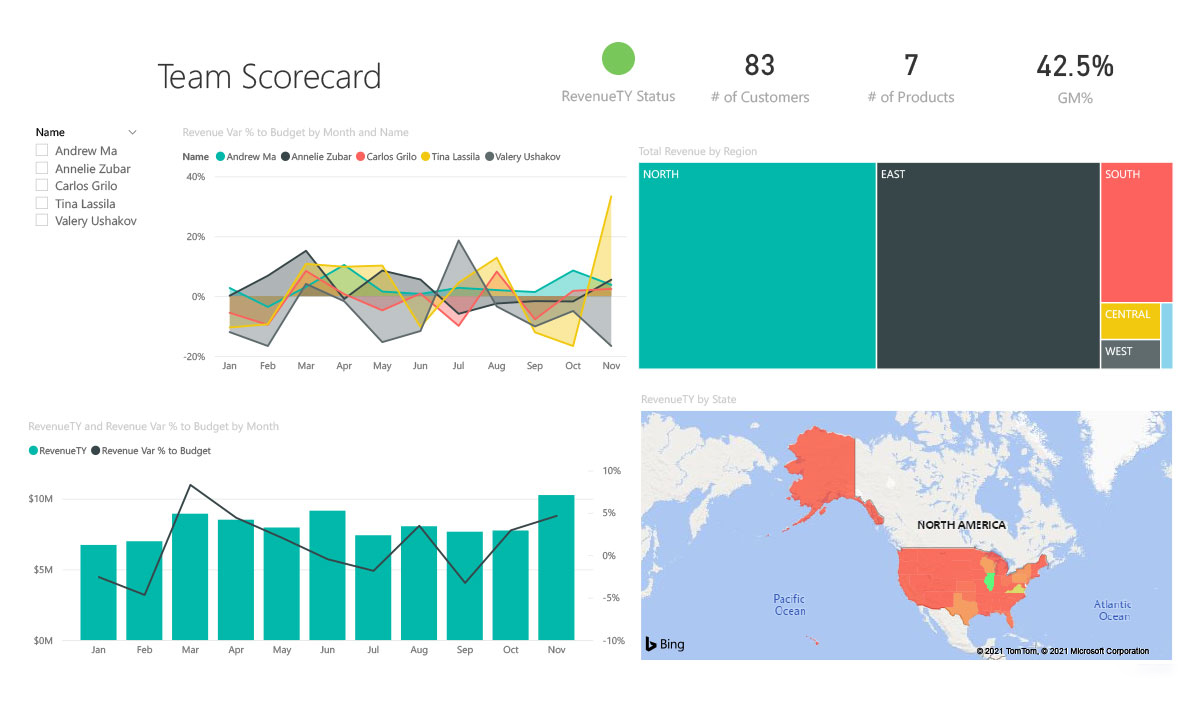 Team Scorecard
RevenueTY Status
83
# of Customers
7
# of Products
42.5%
GM%
Name
Andrew Ma
Annelie Zubar
Carlos Grilo
Tina Lassila
Valery Ushakov
Revenue Var % to Budget by Month and Name
Name Andrew Ma Annelie Zubar Carlos Grilo Tina Lassila Valery Ushakov
40%
20%
0%
-20%
Jan Feb Mar Apr May Jun Jul Aug Sep Oct Nov
Total Revenue by Region
NORTH
EAST
SOUTH
CENTRAL
WEST
RevenueTY and Revenue Var % to Budget by Month
RevenueTY Revenue Var % to Budget
$10M
$5M
$0M
10%
5%
0%
-5%
-10%
Jan Feb Mar Apr May Jun Jul Aug Sep Oct Nov
RevenueTY by State
NORTH AMERICA
Pacific
Ocean
Atlantic
Ocean
Bing
© 2021 TomTom, © 2021 Microsoft Corporation